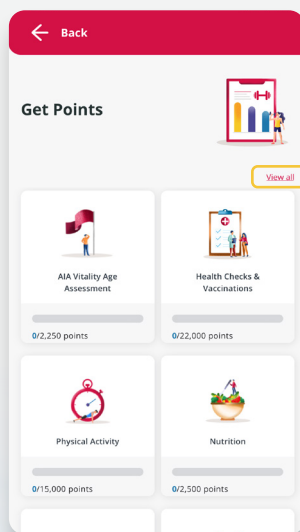 Back
Get Points
View all
AIA Vitality Age
Assessment
Health Checks &
Vaccinations
0/2,250 points
0/22,000 points
Physical Activity
Nutrition
0/15,000 points
0/2,500 points